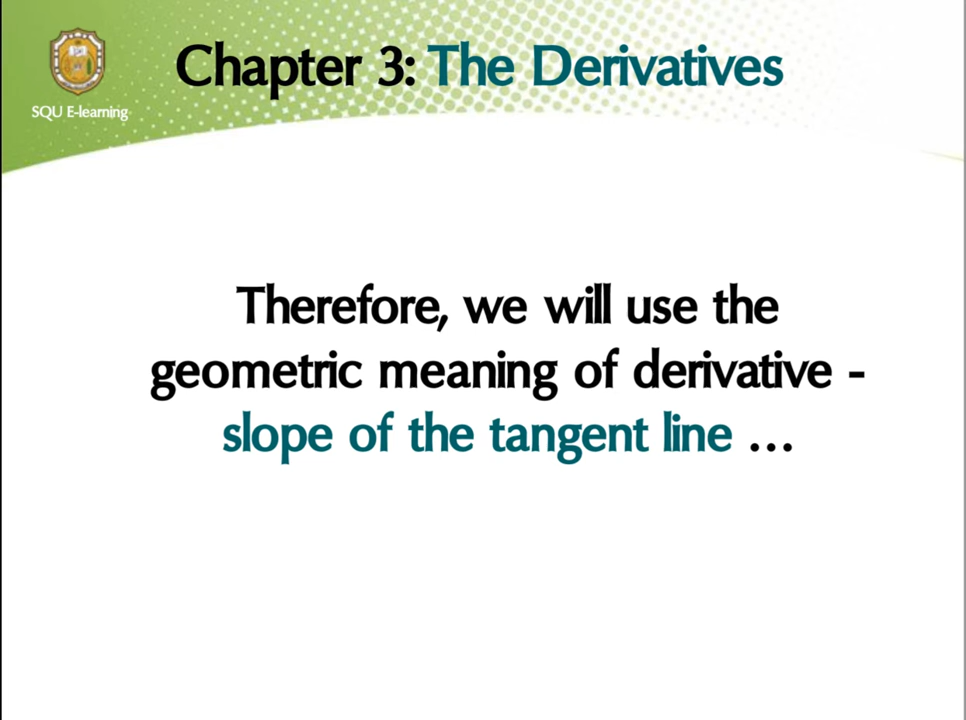 Chapter 3: The Derivatives
SQU E-learning
Therefore, we will use the
geometric meaning of derivative -
slope of the tangent line ...